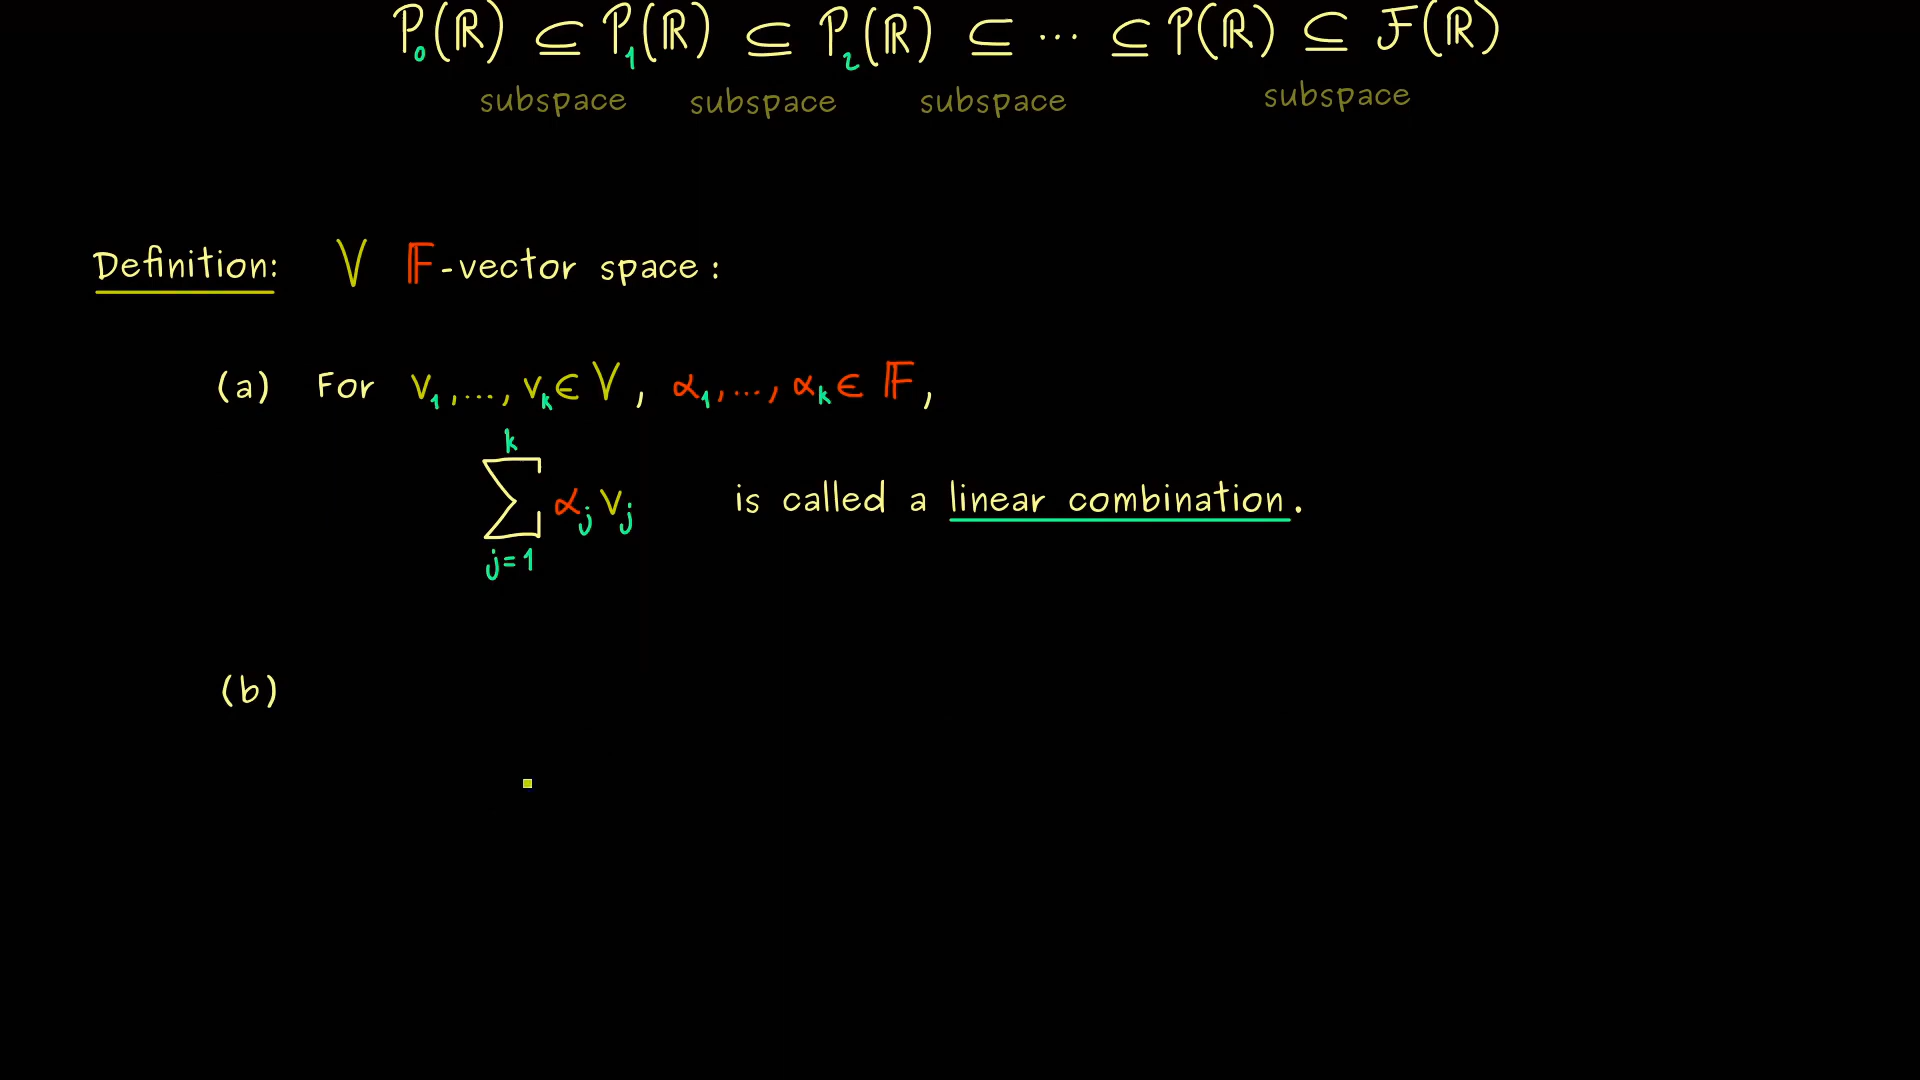 P₀(ℝ) ⊆ P₁(ℝ) ⊆ P₂(ℝ) ⊆ ⋯ ⊆ P(ℝ) ⊆ ℱ(ℝ)
subspace subspace subspace subspace
Definition: V 𝔽-vector space:
(a) For v₁,...,vₖ ∈ V, α₁,...,αₖ ∈ 𝔽,
k
∑ αⱼ vⱼ is called a linear combination.
j=1
(b)